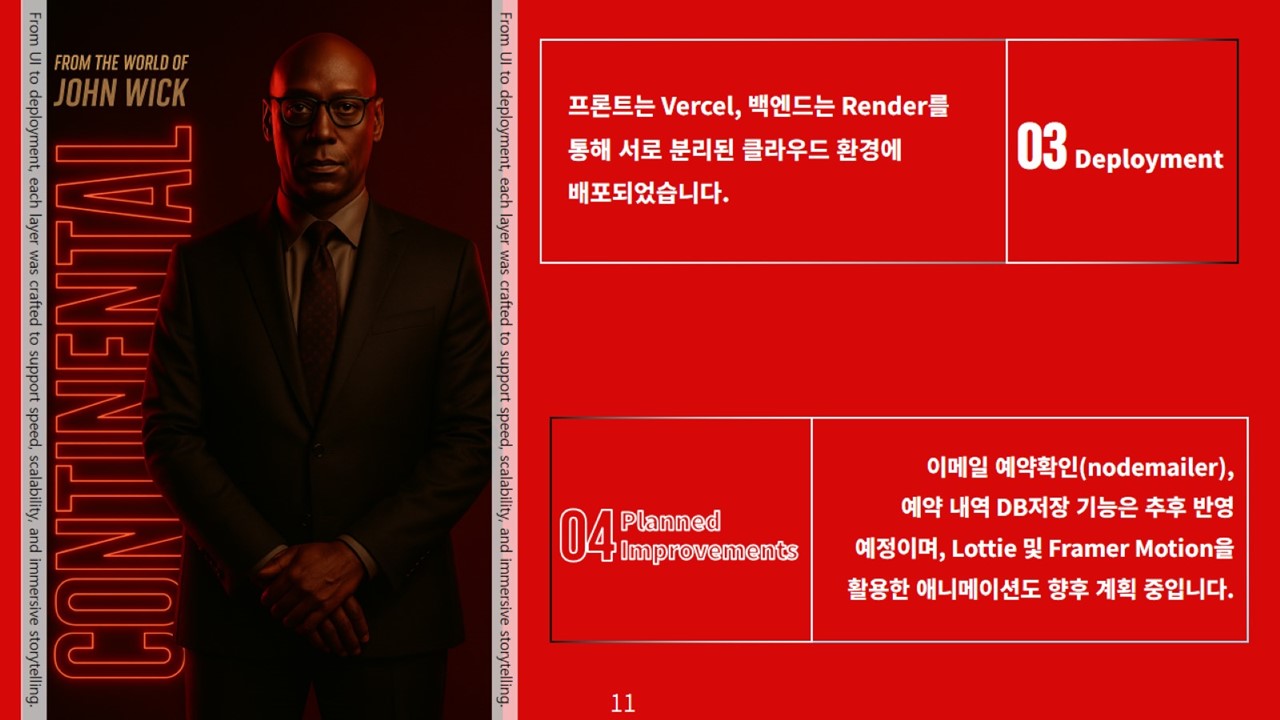 From UI to deployment, each layer was crafted to support speed, scalability, and immersive storytelling.
FROM THE WORLD OF
JOHN WICK
CONTINENTAL
From UI to deployment, each layer was crafted to support speed, scalability, and immersive storytelling.
프론트는 Vercel, 백엔드는 Render를
통해 서로 분리된 클라우드 환경에
배포되었습니다.
03 Deployment
04 Planned
Improvements
이메일 예약확인(nodemailer),
예약 내역 DB저장 기능은 추후 반영
예정이며, Lottie 및 Framer Motion을
활용한 애니메이션도 향후 계획 중입니다.
11